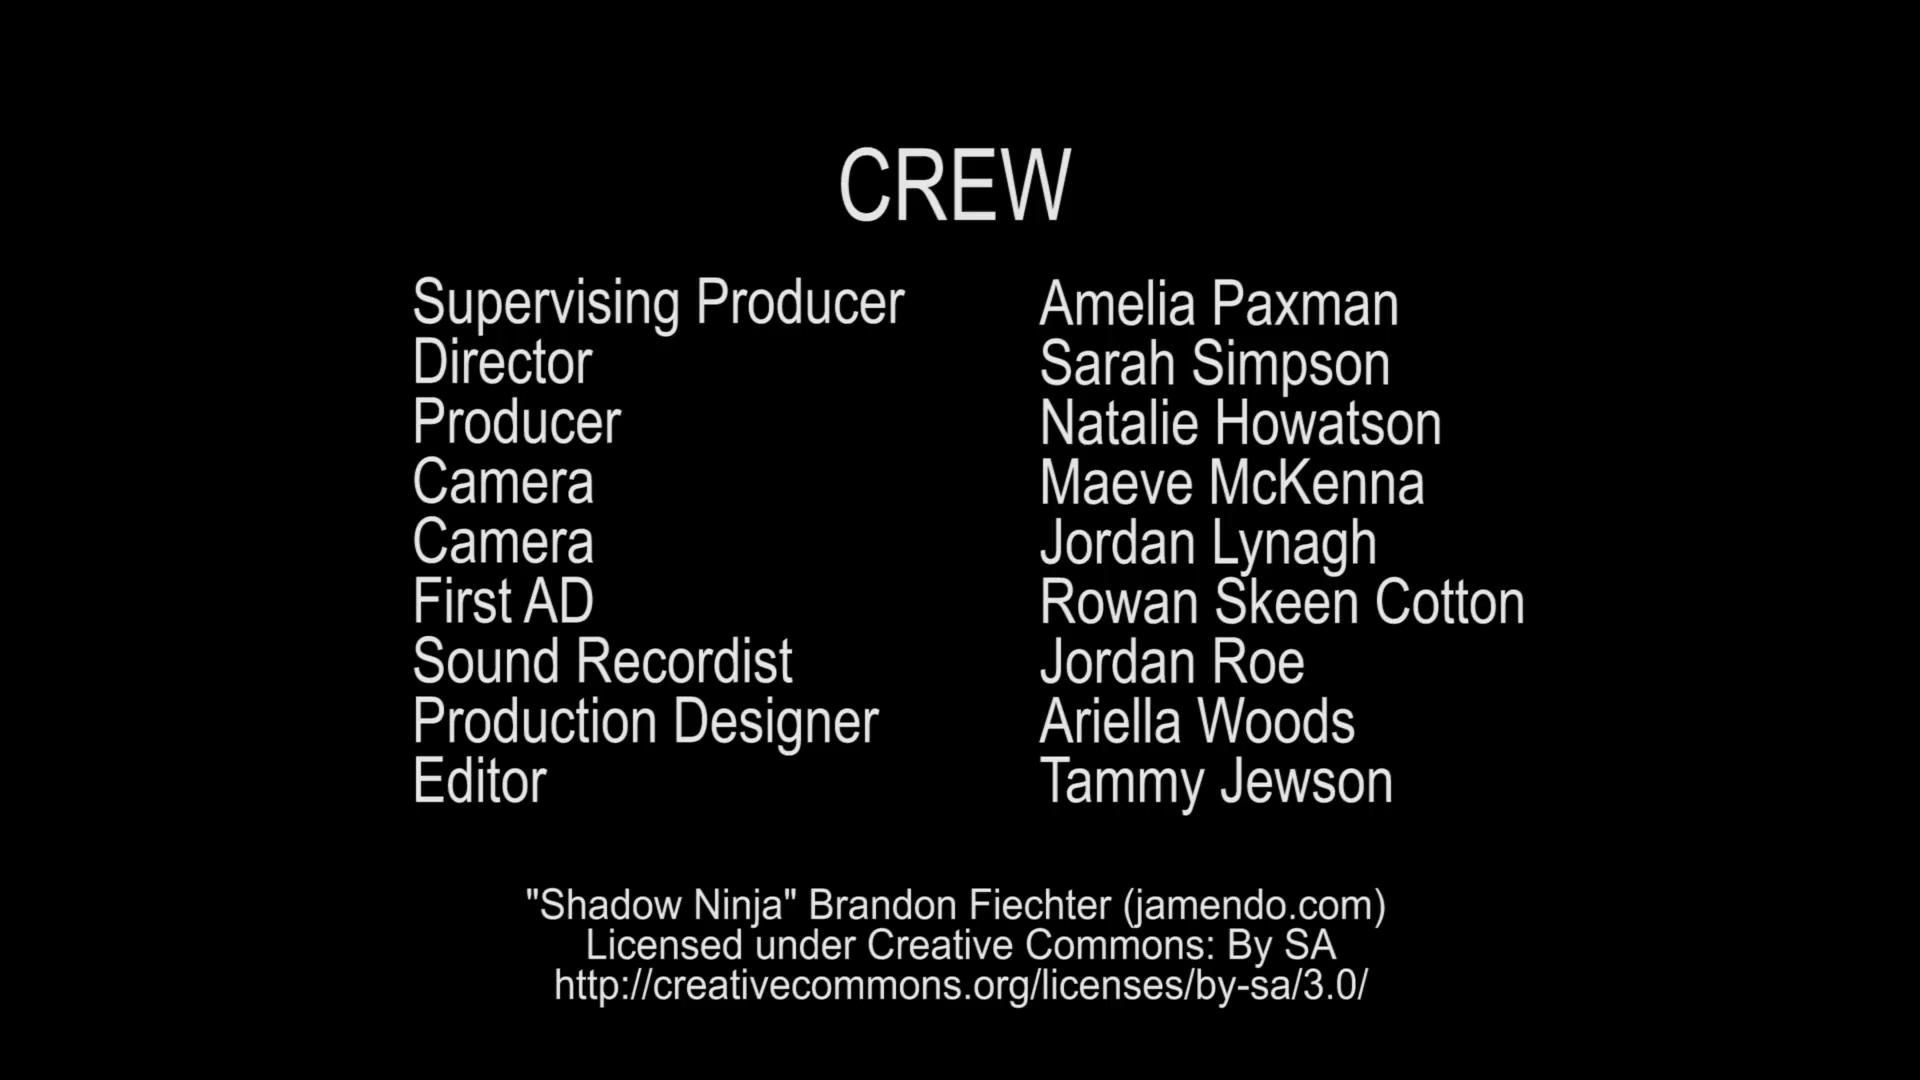 CREW
Supervising Producer Amelia Paxman
Director Sarah Simpson
Producer Natalie Howatson
Camera Maeve McKenna
Camera Jordan Lynagh
First AD Rowan Skeen Cotton
Sound Recordist Jordan Roe
Production Designer Ariella Woods
Editor Tammy Jewson
"Shadow Ninja" Brandon Fiechter (jamendo.com)
Licensed under Creative Commons: By SA
http://creativecommons.org/licenses/by-sa/3.0/